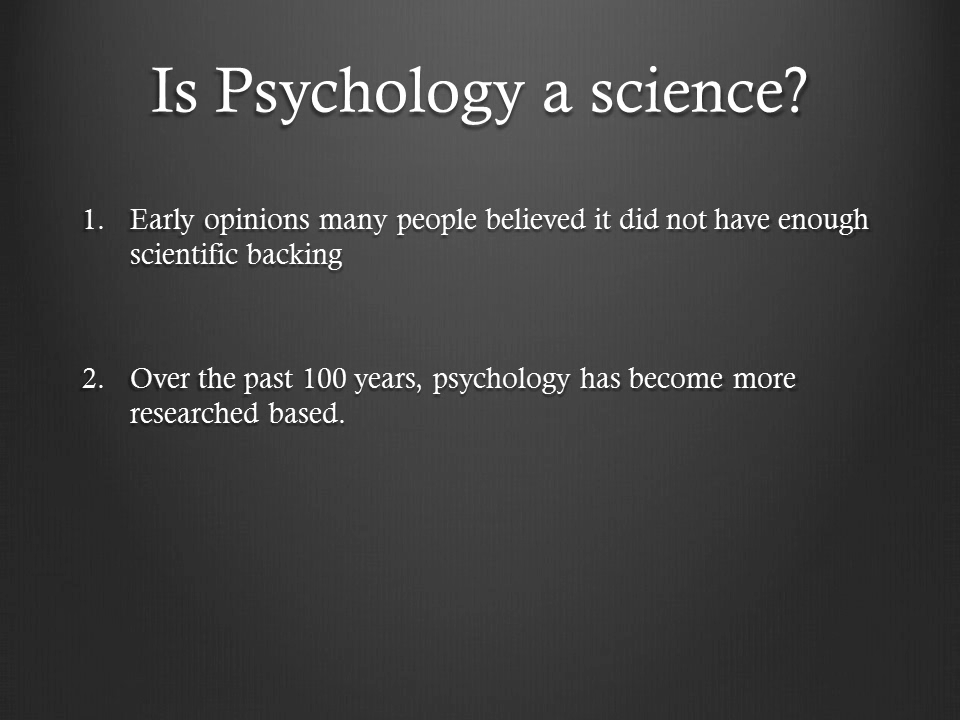 Is Psychology a science?
1. Early opinions many people believed it did not have enough
scientific backing
2. Over the past 100 years, psychology has become more
researched based.